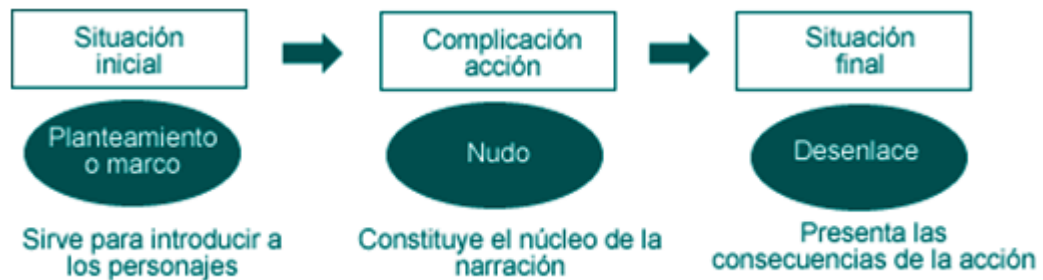 Situación
inicial
Complicación
acción
Situación
final
Planteamiento
o marco
Nudo
Desenlace
Sirve para introducir a
los personajes
Constituye el núcleo de la
narración
Presenta las
consecuencias de la acción